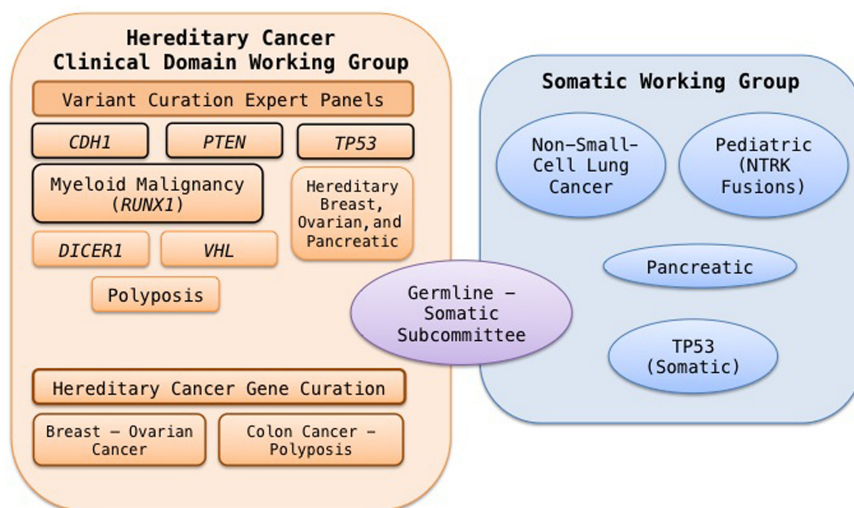 Hereditary Cancer
Clinical Domain Working Group
Variant Curation Expert Panels
CDH1
PTEN
TP53
Myeloid Malignancy
(RUNX1)
Hereditary
Breast,
Ovarian, and
Pancreatic
DICER1
VHL
Polyposis
Hereditary Cancer Gene Curation
Breast – Ovarian
Cancer
Colon Cancer –
Polyposis
Germline –
Somatic
Subcommittee
Somatic Working Group
Non–Small–
Cell Lung
Cancer
Pediatric
(NTRK
Fusions)
Pancreatic
TP53
(Somatic)